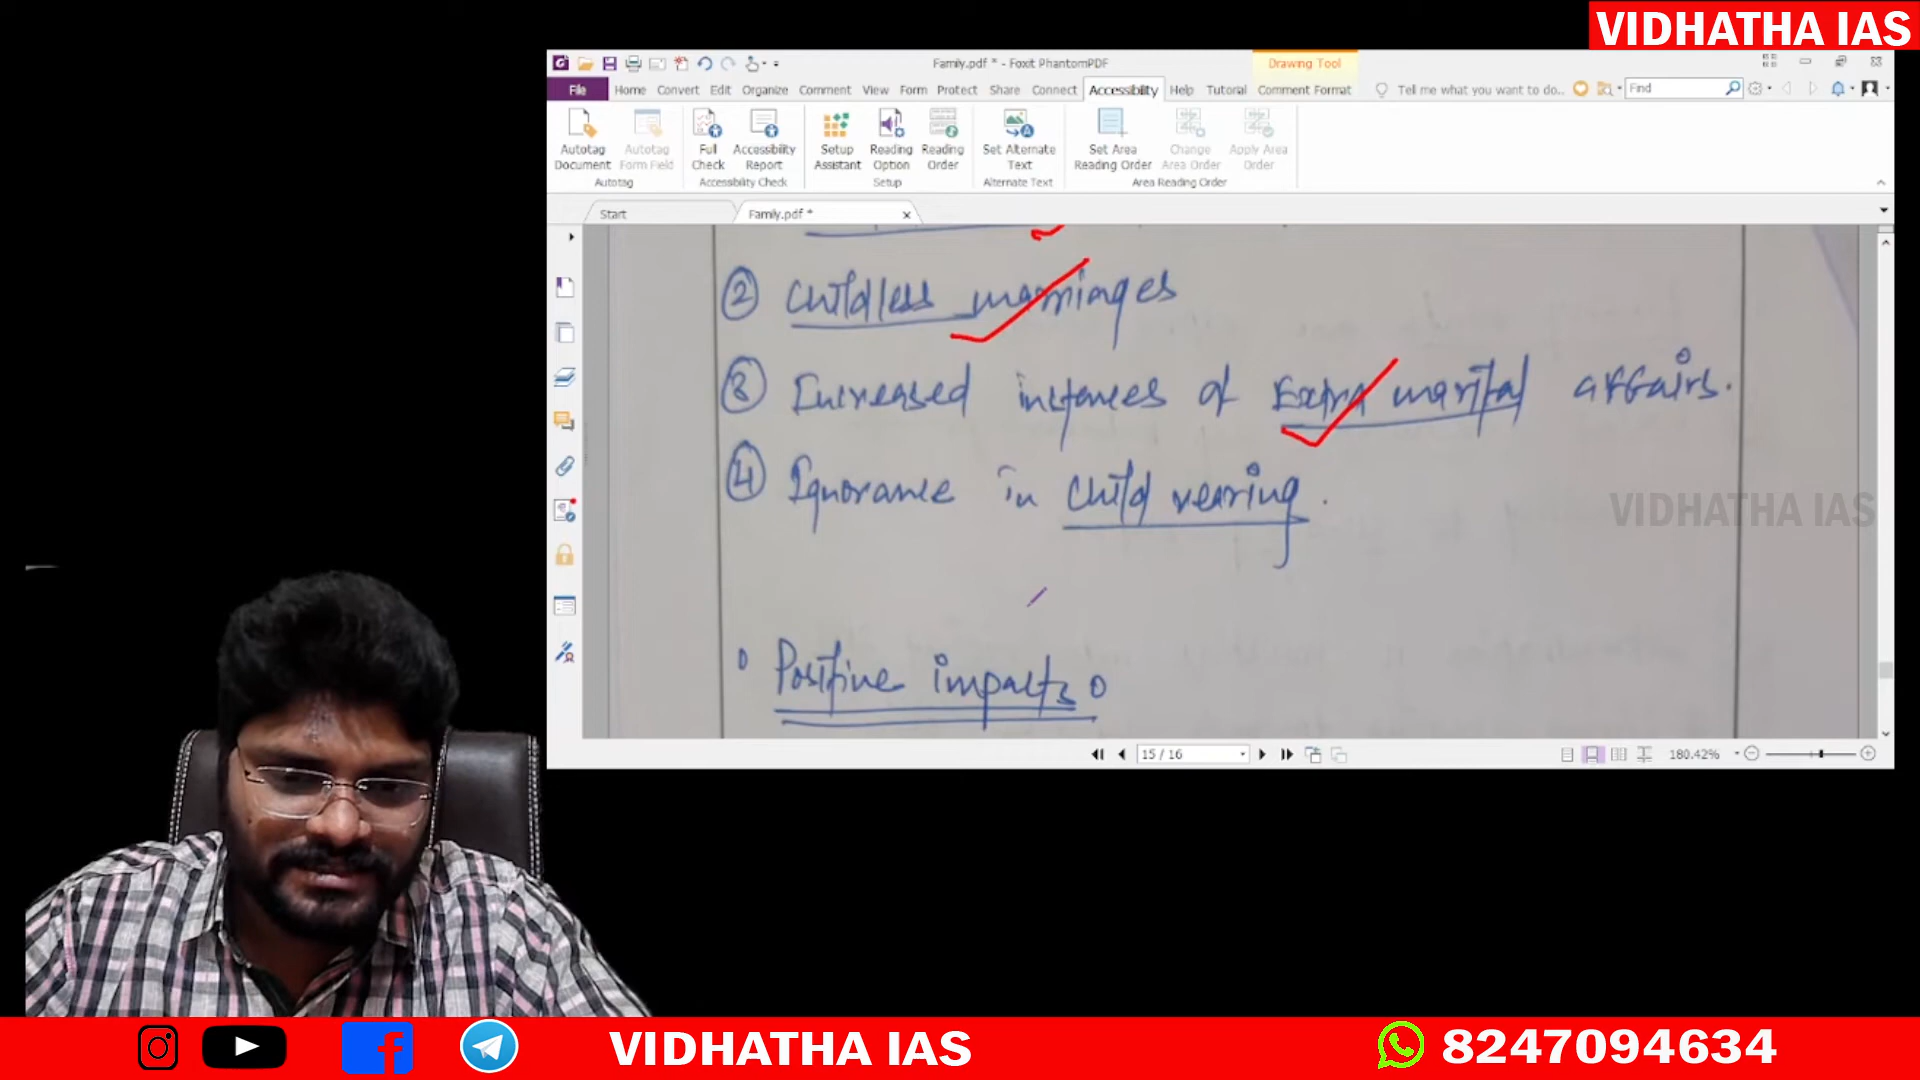 VIDHATHA IAS
Family.pdf * - Foxit PhantomPDF
Drawing Tool
File Home Convert Edit Organize Comment View Form Protect Share Connect Accessibility Help Tutorial Comment Format Tell me what you want to do.. Find
Autotag Document
Autotag Form Field
Full Check
Accessibility Report
Setup Assistant
Reading Option
Reading Order
Set Alternate Text
Set Area Reading Order
Change Area Order
Apply Area Order
Autotag Accessibility Check Setup Alternate Text Area Reading Order
Start Family.pdf *
② Childless marriages
③ Increased instances of Extra marital affairs.
④ Ignorance in child rearing.
VIDHATHA IAS
Positive impacts
15 / 16 180.42%
VIDHATHA IAS 8247094634